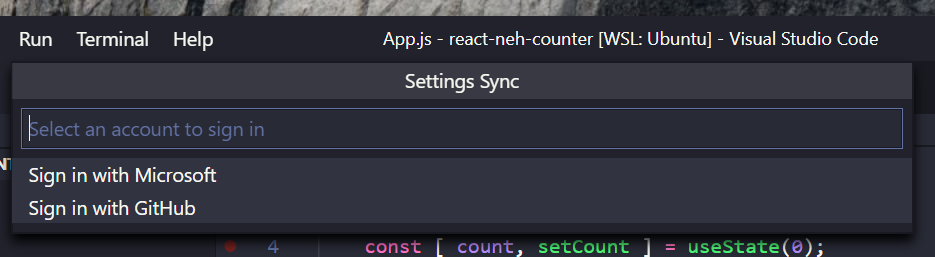 Run Terminal Help App.js - react-neh-counter [WSL: Ubuntu] - Visual Studio Code
Settings Sync
Select an account to sign in
Sign in with Microsoft
Sign in with GitHub
4 const [ count, setCount ] = useState(0);